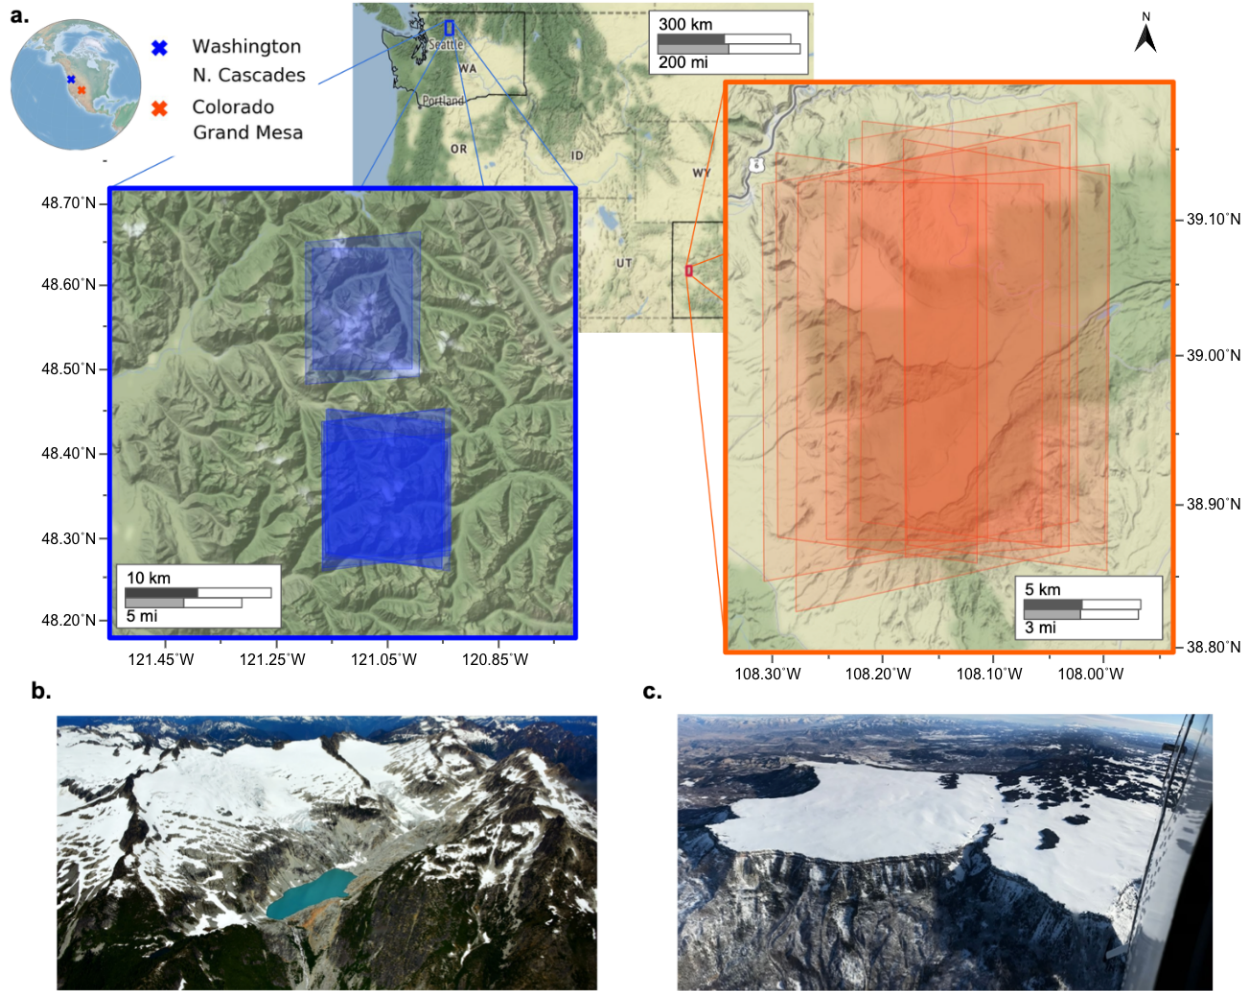 a.
Washington
N. Cascades
Colorado
Grand Mesa
Seattle
WA
Portland
OR
ID
WY
UT
300 km
200 mi
N
6
48.70°N
48.60°N
48.50°N
48.40°N
48.30°N
48.20°N
10 km
5 mi
121.45°W
121.25°W
121.05°W
120.85°W
39.10°N
39.00°N
38.90°N
38.80°N
5 km
3 mi
108.30°W
108.20°W
108.10°W
108.00°W
b.
c.